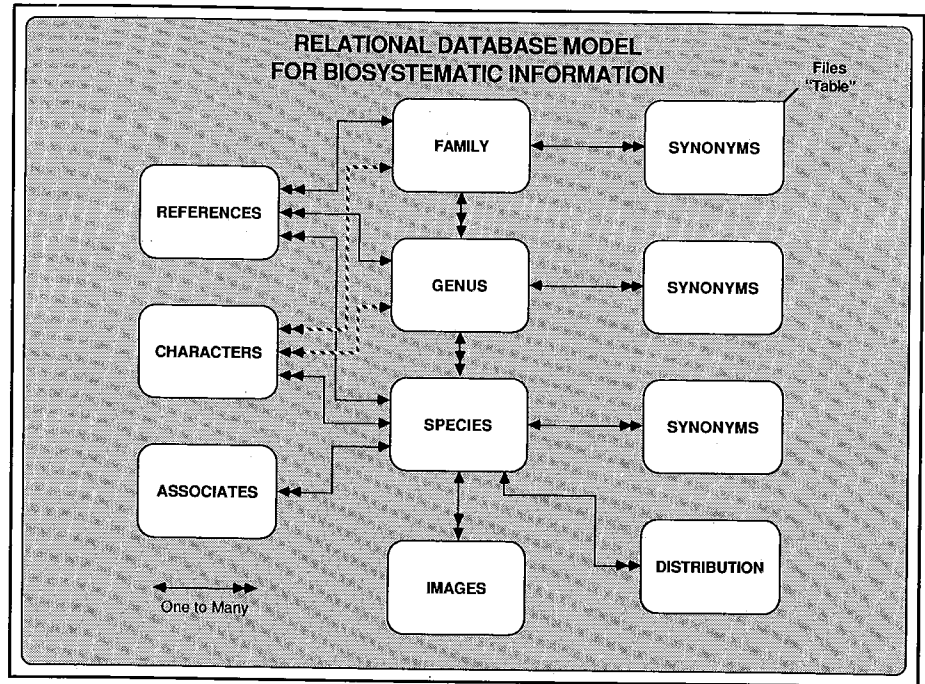 RELATIONAL DATABASE MODEL
FOR BIOSYSTEMATIC INFORMATION
Files
"Table"
FAMILY
SYNONYMS
REFERENCES
GENUS
SYNONYMS
CHARACTERS
SPECIES
SYNONYMS
ASSOCIATES
IMAGES
DISTRIBUTION
One to Many